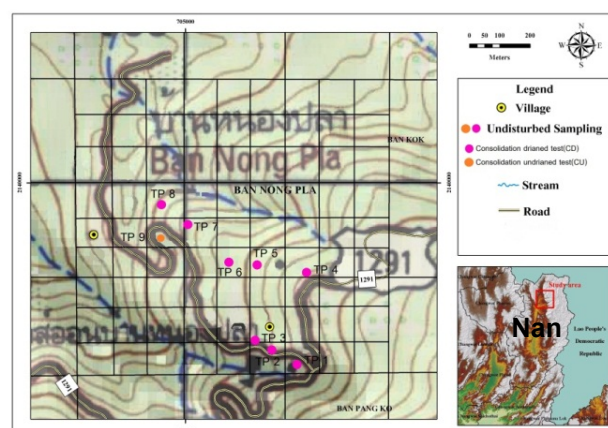 705000
0 50 100 200
Meters
N
W E
S
Legend
Village
Undisturbed Sampling
Consolidation drianed test(CD)
Consolidation undrianed test(CU)
Stream
Road
บ้านหนองปลา
Ban Nong Pla
BAN KOK
BAN NONG PLA
2140000
2140000
TP 8
TP 7
TP 9
TP 5
TP 6
TP 4
1291
1291
TP 3
TP 2
TP 1
1291
BAN PANG KO
Study area
Nan
Lao People's
Democratic
Republic